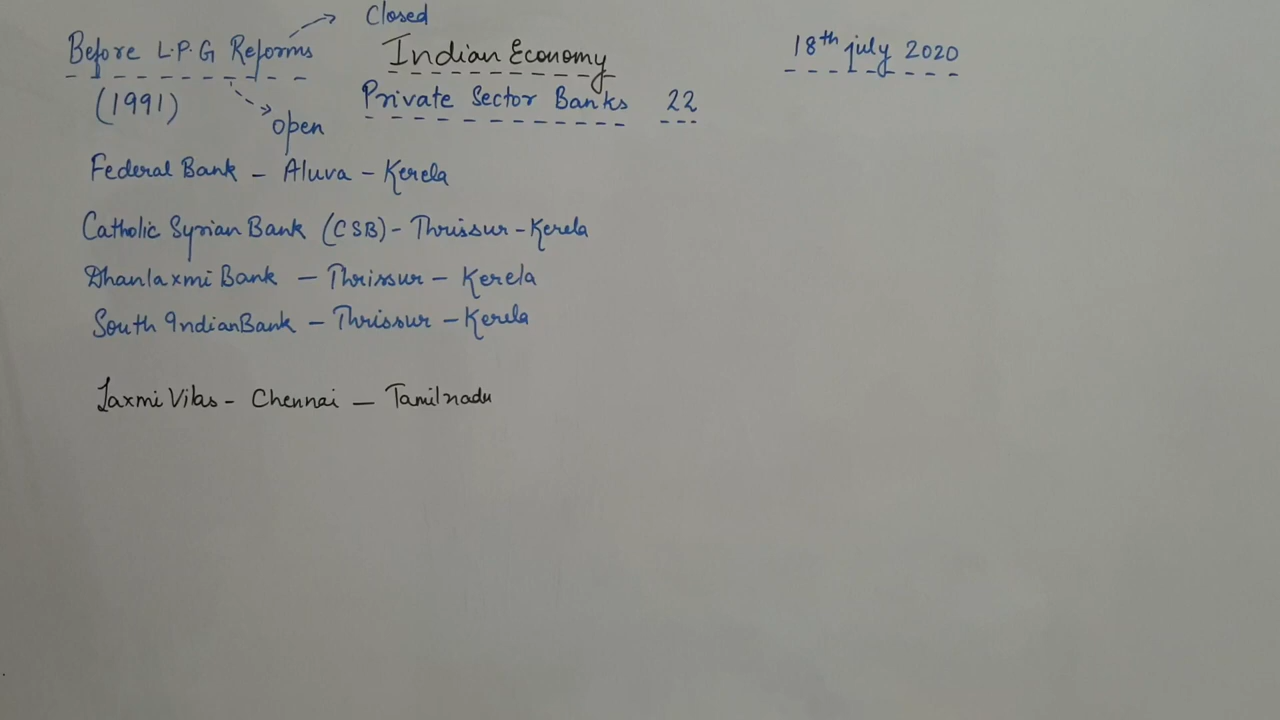 Closed
Before L.P.G Reforms
Indian Economy
18th july 2020
(1991)
Private Sector Banks 22
open
Federal Bank - Aluva - Kerela
Catholic Syrian Bank (CSB) - Thrissur - Kerela
Dhanlaxmi Bank - Thrissur - Kerela
South Indian Bank - Thrissur - Kerela
Laxmi Vilas - Chennai - Tamilnadu